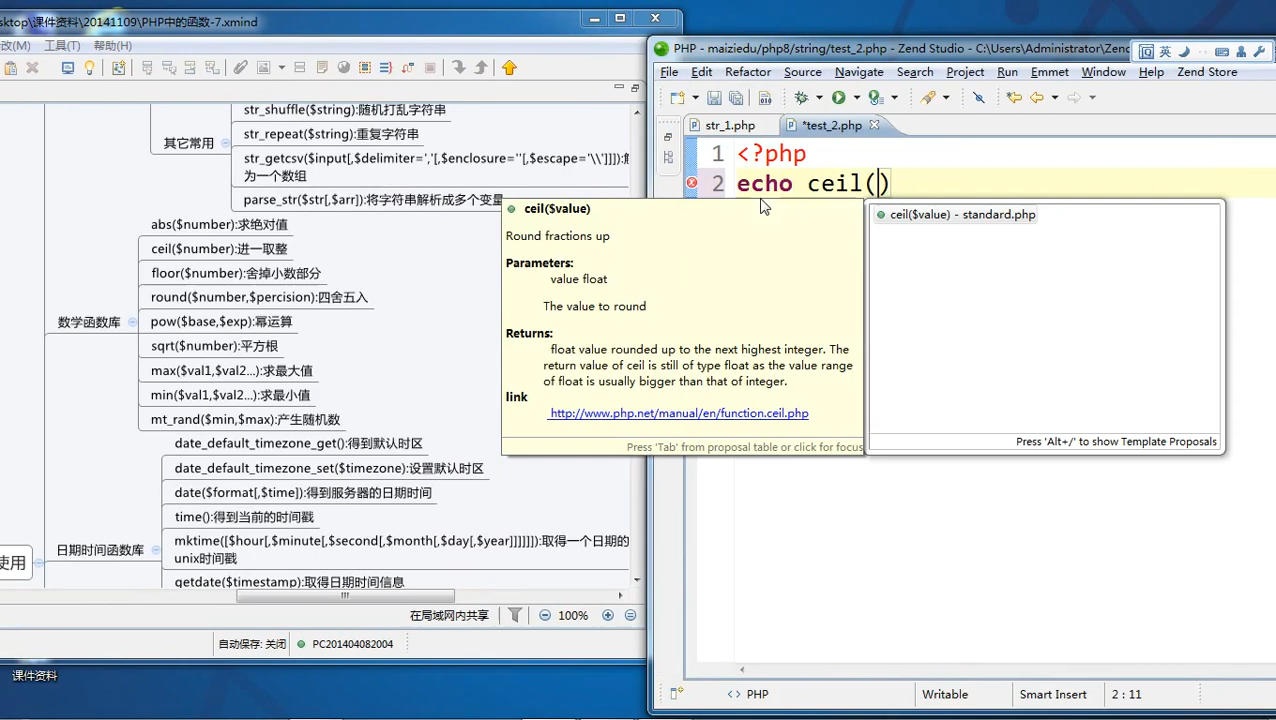 sktop\课件资料\20141109\PHP中的函数-7.xmind
改(M) 工具(T) 帮助(H)
str_shuffle($string):随机打乱字符串
str_repeat($string):重复字符串
其它常用
str_getcsv($input[,$delimiter=','[,$enclosure=''[,$escape='\\']]]):解
为一个数组
parse_str($str[,$arr]):将字符串解析成多个变量
abs($number):求绝对值
ceil($number):进一取整
floor($number):舍掉小数部分
round($number,$percision):四舍五入
数学函数库
pow($base,$exp):幂运算
sqrt($number):平方根
max($val1,$val2...):求最大值
min($val1,$val2...):求最小值
mt_rand($min,$max):产生随机数
date_default_timezone_get():得到默认时区
date_default_timezone_set($timezone):设置默认时区
date($format[,$time]):得到服务器的日期时间
time():得到当前的时间戳
mktime([$hour[,$minute[,$second[,$month[,$day[,$year]]]]]]):取得一个日期的
unix时间戳
日期时间函数库
使用
getdate($timestamp):取得日期时间信息
在局域网内共享 100%
自动保存: 关闭 PC201404082004
课件资料
PHP - maiziedu/php8/string/test_2.php - Zend Studio - C:\Users\Administrator\Zend
英
File Edit Refactor Source Navigate Search Project Run Emmet Window Help Zend Store
str_1.php *test_2.php
1 <?php
2 echo ceil()
ceil($value)
Round fractions up
Parameters:
value float
The value to round
Returns:
float value rounded up to the next highest integer. The
return value of ceil is still of type float as the value range
of float is usually bigger than that of integer.
link
http://www.php.net/manual/en/function.ceil.php
Press 'Tab' from proposal table or click for focus
ceil($value) - standard.php
Press 'Alt+/' to show Template Proposals
PHP Writable Smart Insert 2 : 11